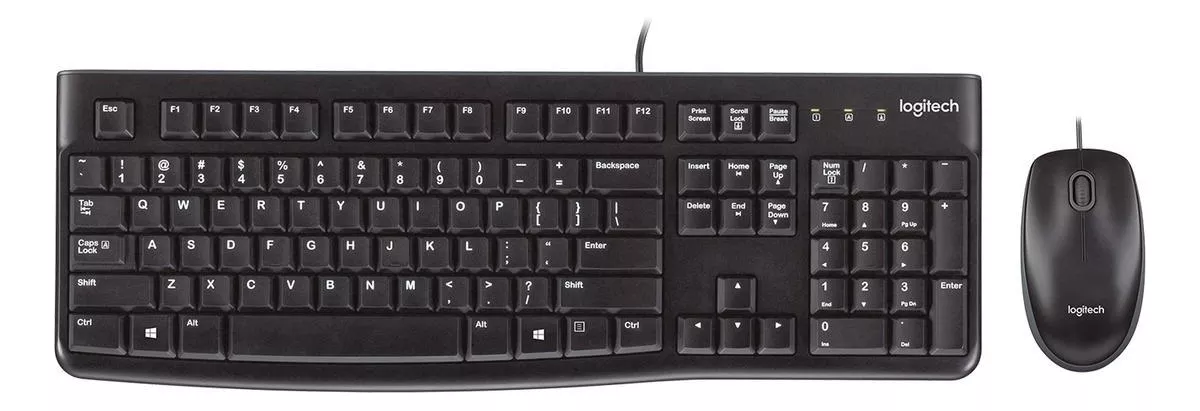 Esc F1 F2 F3 F4 F5 F6 F7 F8 F9 F10 F11 F12
Print
Screen
Scroll
Lock
Pause
Break
1 A
logitech
~
`
!
1
@
2
#
3
$
4
%
5
^
6
&
7
*
8
(
9
)
0
—
-
+
=
Backspace
Insert
Home
Page
Up
Num
Lock
1
/ * −
Tab
Q W E R T Y U I O P
{
[
}
]
|
\
Delete
End
Page
Down
7
Home
8
9
Pg Up
+
Caps
Lock
A
A S D F G H J K L
:
;
“
‘
Enter
4 5 6
Shift Z X C V B N M
<
,
>
.
?
/
Shift
1
End
2
3
Pg Dn
Enter
Ctrl Alt Alt Ctrl
0
Ins
.
Del
logitech